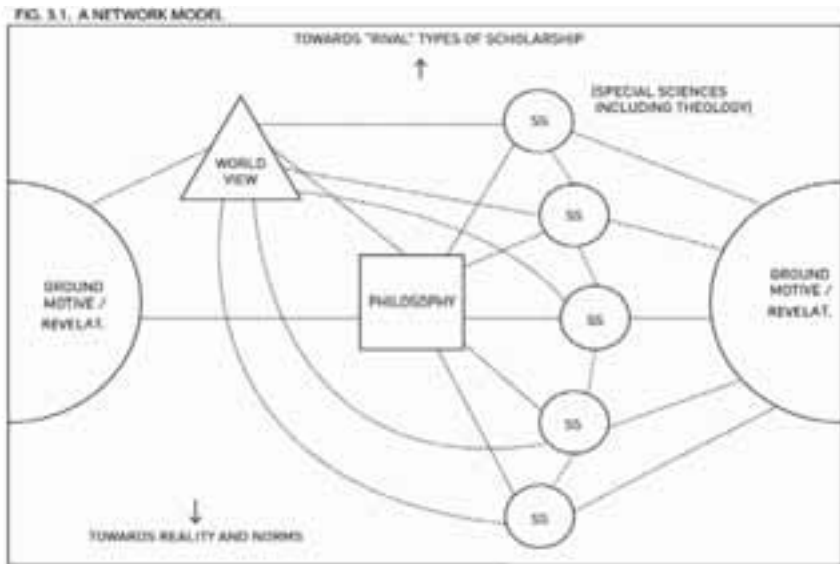 FIG. 3.1. A NETWORK MODEL
TOWARDS "RIVAL" TYPES OF SCHOLARSHIP
(SPECIAL SCIENCES
INCLUDING THEOLOGY)
SS
WORLD
VIEW
SS
GROUND
MOTIVE /
REVELAT.
PHILOSOPHY
SS
GROUND
MOTIVE /
REVELAT.
SS
SS
TOWARDS REALITY AND NORMS